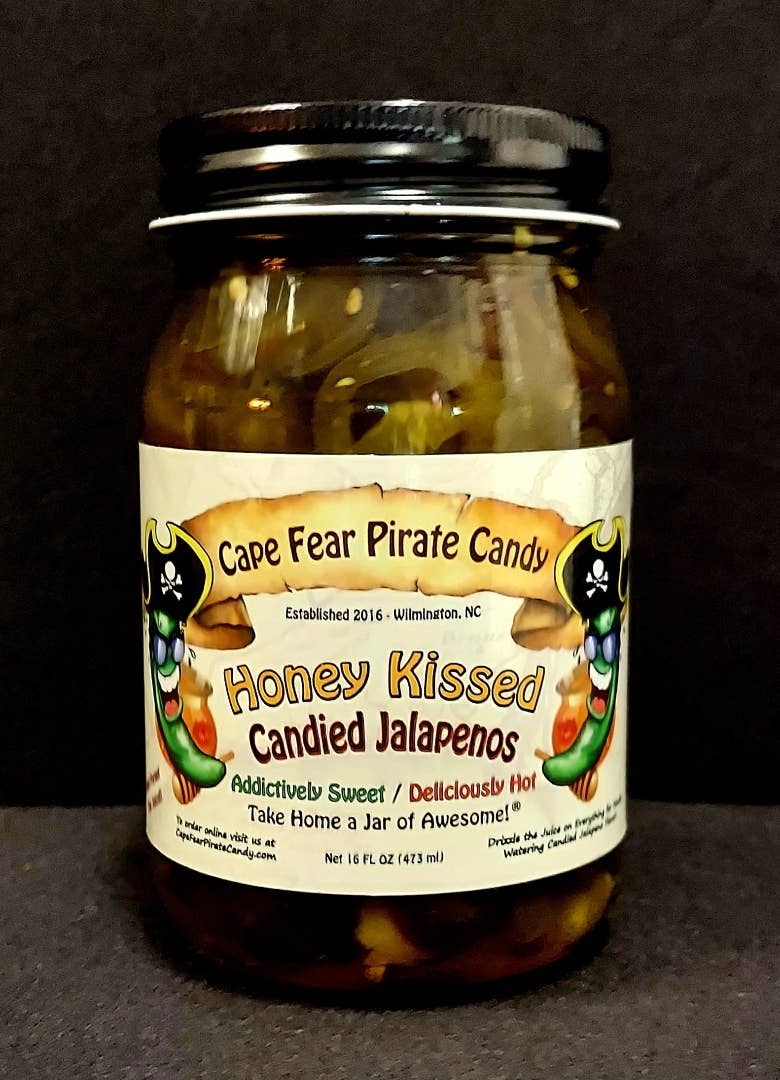 Cape Fear Pirate Candy
Established 2016 - Wilmington, NC
Honey Kissed
Candied Jalapenos
Addictively Sweet / Deliciously Hot
Take Home a Jar of Awesome!®
To order online visit us at
CapeFearPirateCandy.com
Net 16 FL OZ (473 ml)
Drizzle the Juice on Everything for
Watering Candied Jalapeno